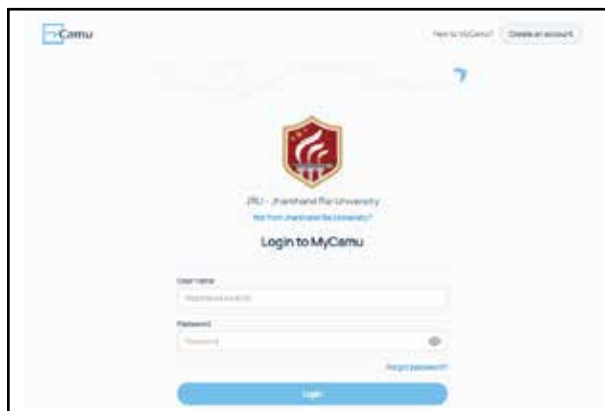 myCamu
New to MyCamu? Create an account
JRU - Jharkhand Rai University
Not from Jharkhand Rai University?
Login to MyCamu
User name
Password
Password
Forgot password?
Login